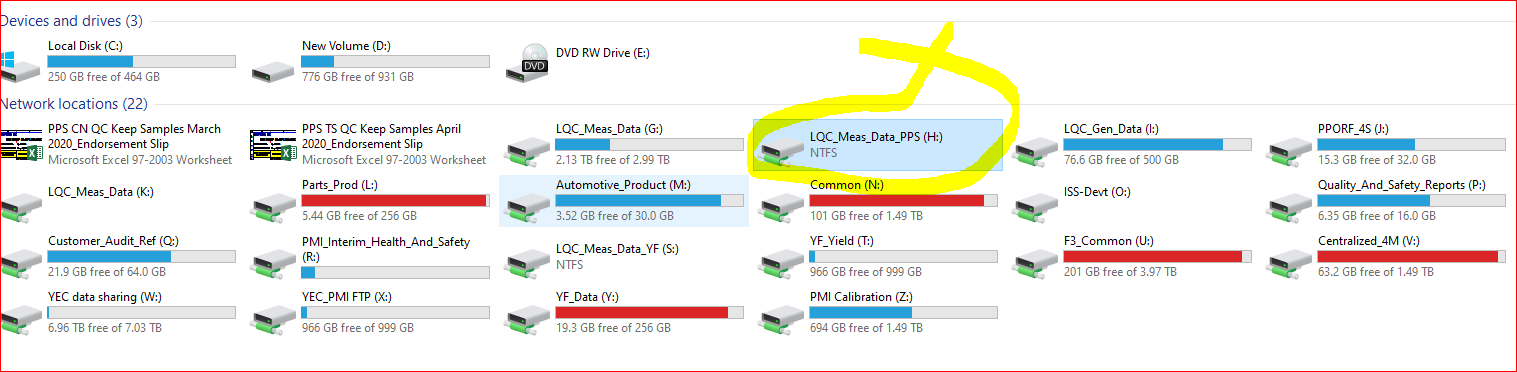 Devices and drives (3)
Local Disk (C:)
250 GB free of 464 GB
New Volume (D:)
776 GB free of 931 GB
DVD RW Drive (E:)
DVD
Network locations (22)
PPS CN QC Keep Samples March
2020_Endorsement Slip
Microsoft Excel 97-2003 Worksheet
PPS TS QC Keep Samples April
2020_Endorsement Slip
Microsoft Excel 97-2003 Worksheet
LQC_Meas_Data (G:)
2.13 TB free of 2.99 TB
LQC_Meas_Data_PPS (H:)
NTFS
LQC_Gen_Data (I:)
76.6 GB free of 500 GB
PPORF_4S (J:)
15.3 GB free of 32.0 GB
LQC_Meas_Data (K:)
Parts_Prod (L:)
5.44 GB free of 256 GB
Automotive_Product (M:)
3.52 GB free of 30.0 GB
Common (N:)
101 GB free of 1.49 TB
ISS-Devt (O:)
Quality_And_Safety_Reports (P:)
6.35 GB free of 16.0 GB
Customer_Audit_Ref (Q:)
21.9 GB free of 64.0 GB
PMI_Interim_Health_And_Safety
(R:)
LQC_Meas_Data_YF (S:)
NTFS
YF_Yield (T:)
966 GB free of 999 GB
F3_Common (U:)
201 GB free of 3.97 TB
Centralized_4M (V:)
63.2 GB free of 1.49 TB
YEC data sharing (W:)
6.96 TB free of 7.03 TB
YEC_PMI FTP (X:)
966 GB free of 999 GB
YF_Data (Y:)
19.3 GB free of 256 GB
PMI Calibration (Z:)
694 GB free of 1.49 TB